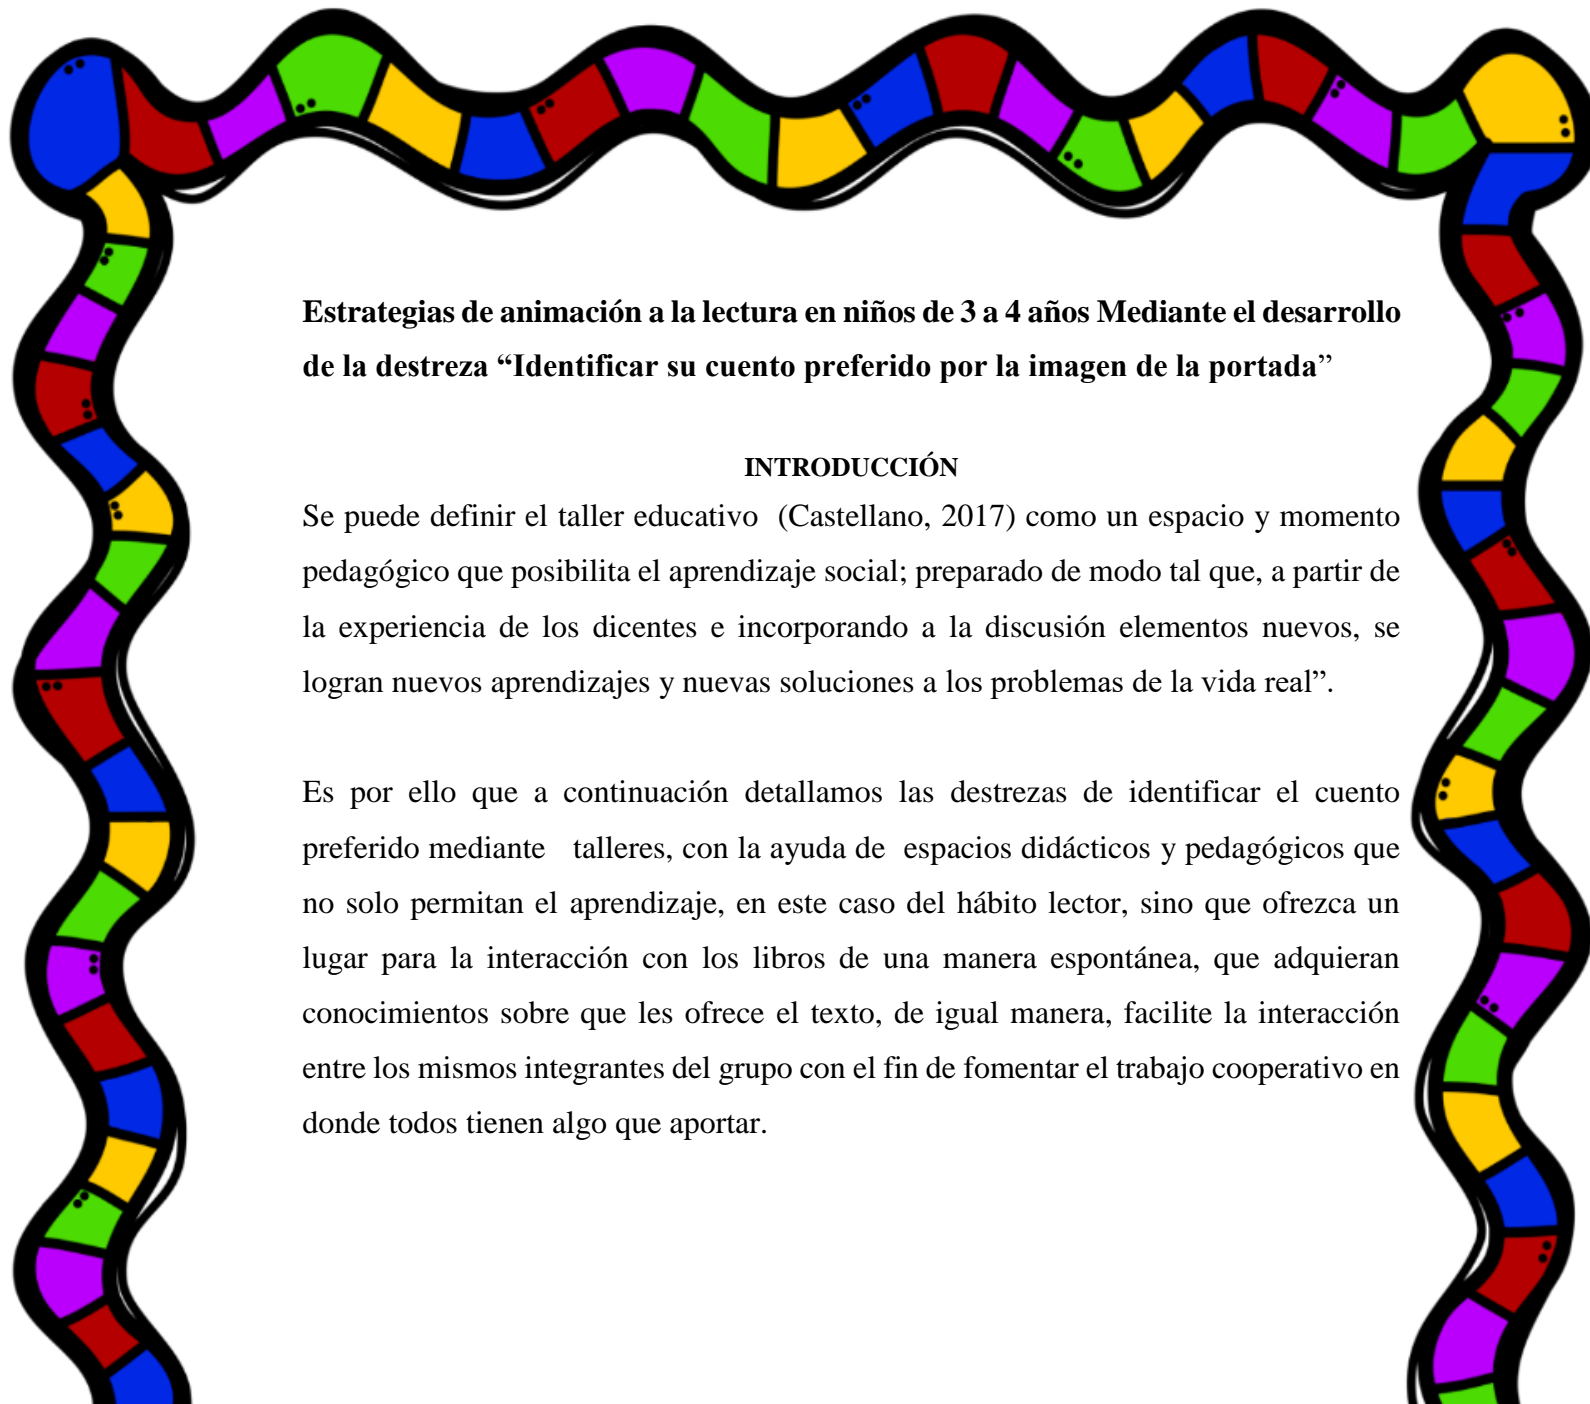 Estrategias de animación a la lectura en niños de 3 a 4 años Mediante el desarrollo
de la destreza “Identificar su cuento preferido por la imagen de la portada”
INTRODUCCIÓN
Se puede definir el taller educativo (Castellano, 2017) como un espacio y momento
pedagógico que posibilita el aprendizaje social; preparado de modo tal que, a partir de
la experiencia de los dicentes e incorporando a la discusión elementos nuevos, se
logran nuevos aprendizajes y nuevas soluciones a los problemas de la vida real”.
Es por ello que a continuación detallamos las destrezas de identificar el cuento
preferido mediante talleres, con la ayuda de espacios didácticos y pedagógicos que
no solo permitan el aprendizaje, en este caso del hábito lector, sino que ofrezca un
lugar para la interacción con los libros de una manera espontánea, que adquieran
conocimientos sobre que les ofrece el texto, de igual manera, facilite la interacción
entre los mismos integrantes del grupo con el fin de fomentar el trabajo cooperativo en
donde todos tienen algo que aportar.